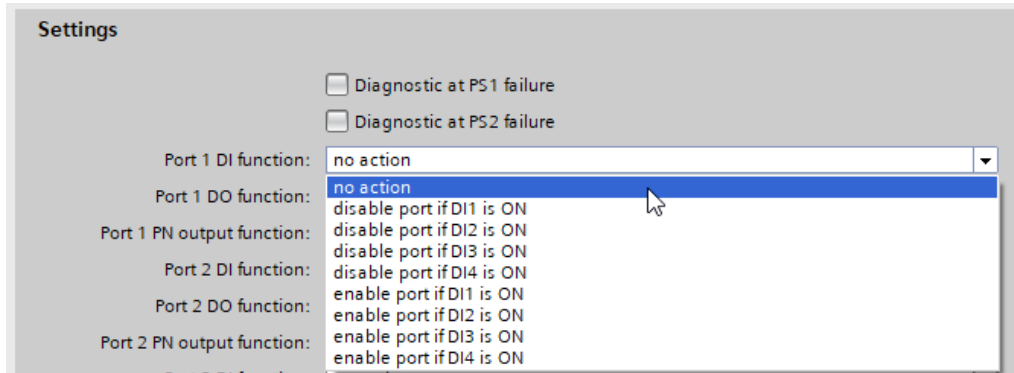 Settings
Diagnostic at PS1 failure
Diagnostic at PS2 failure
Port 1 DI function: no action
Port 1 DO function:
Port 1 PN output function:
Port 2 DI function:
Port 2 DO function:
Port 2 PN output function:
no action
disable port if DI1 is ON
disable port if DI2 is ON
disable port if DI3 is ON
disable port if DI4 is ON
enable port if DI1 is ON
enable port if DI2 is ON
enable port if DI3 is ON
enable port if DI4 is ON